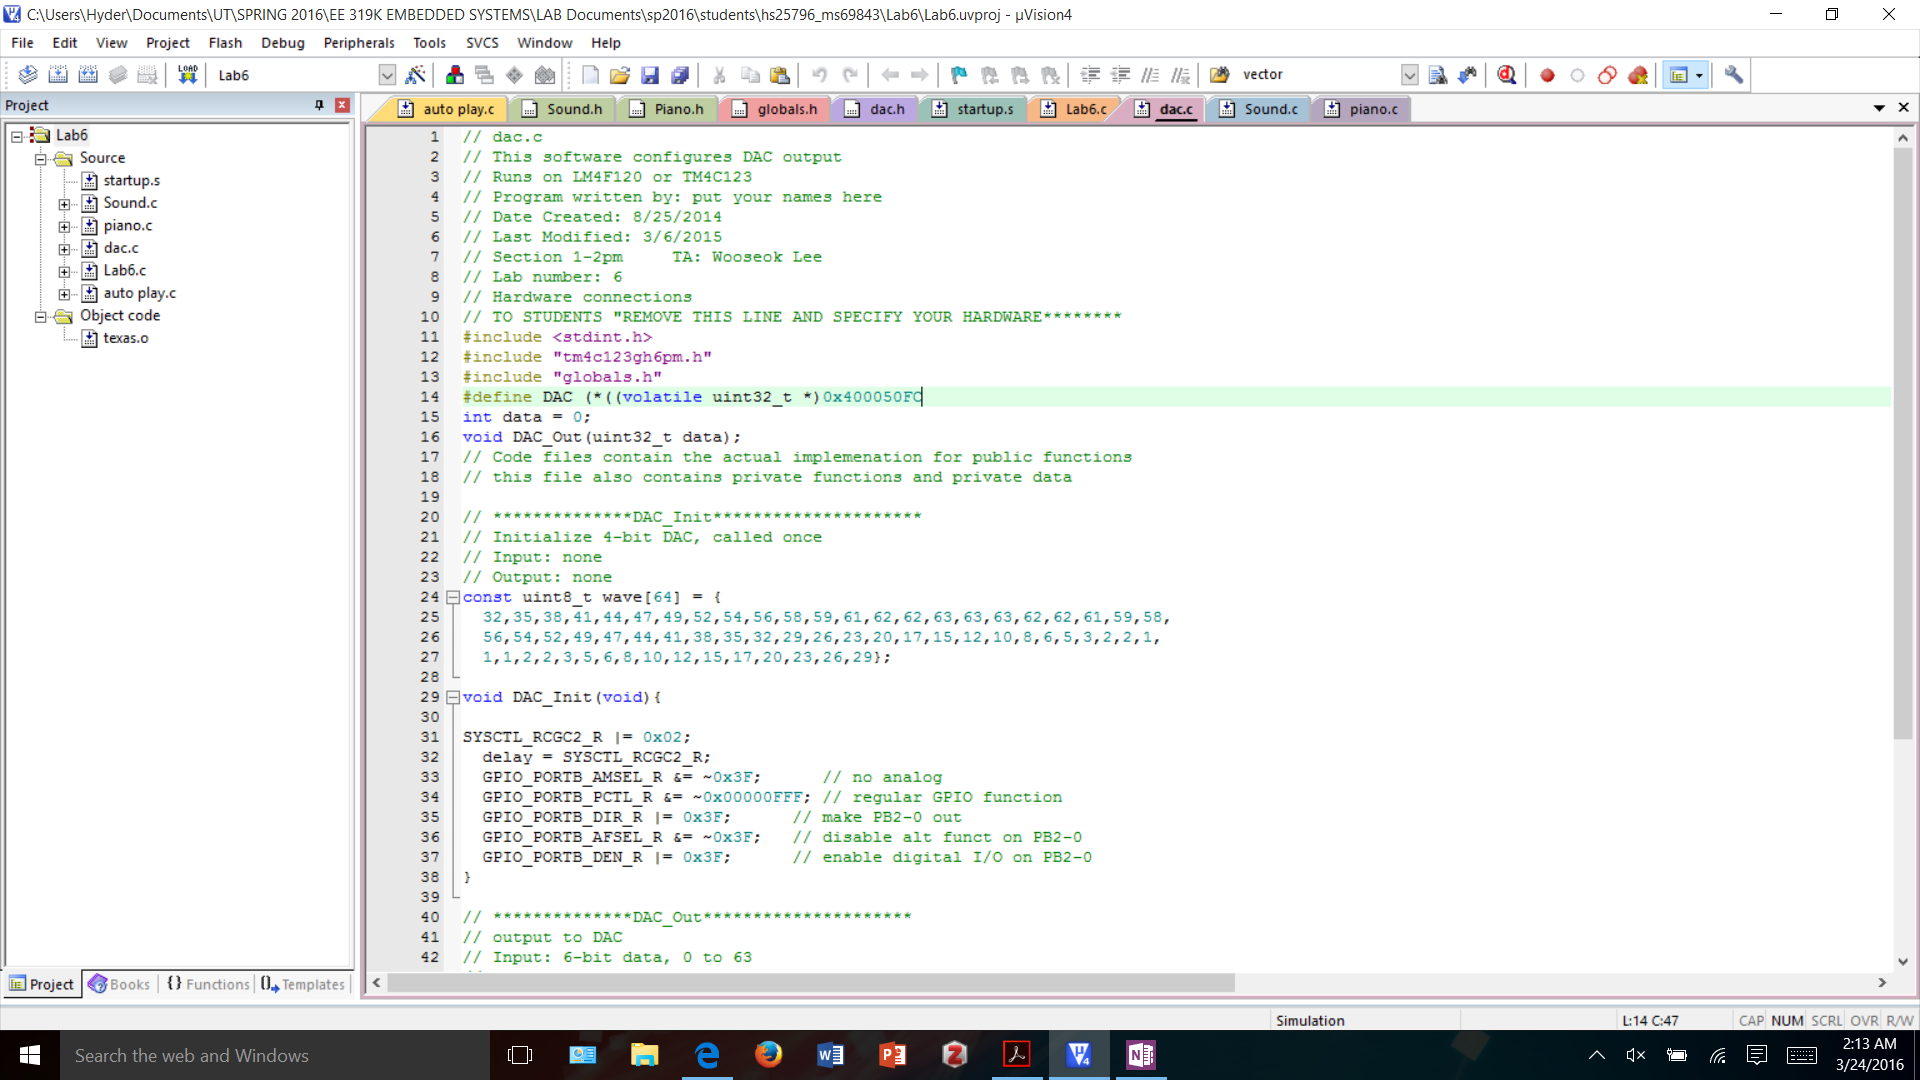 C:\Users\Hyder\Documents\UT\SPRING 2016\EE 319K EMBEDDED SYSTEMS\LAB Documents\sp2016\students\hs25796_ms69843\Lab6\Lab6.uvproj - µVision4
File Edit View Project Flash Debug Peripherals Tools SVCS Window Help
LOAD Lab6 vector
Project
auto play.c Sound.h Piano.h globals.h dac.h startup.s Lab6.c dac.c Sound.c piano.c
Lab6
Source
startup.s
Sound.c
piano.c
dac.c
Lab6.c
auto play.c
Object code
texas.o
1 // dac.c
2 // This software configures DAC output
3 // Runs on LM4F120 or TM4C123
4 // Program written by: put your names here
5 // Date Created: 8/25/2014
6 // Last Modified: 3/6/2015
7 // Section 1-2pm     TA: Wooseok Lee
8 // Lab number: 6
9 // Hardware connections
10 // TO STUDENTS "REMOVE THIS LINE AND SPECIFY YOUR HARDWARE********
11 #include <stdint.h>
12 #include "tm4c123gh6pm.h"
13 #include "globals.h"
14 #define DAC (*((volatile uint32_t *)0x400050FC
15 int data = 0;
16 void DAC_Out(uint32_t data);
17 // Code files contain the actual implemenation for public functions
18 // this file also contains private functions and private data
19
20 // **************DAC_Init*********************
21 // Initialize 4-bit DAC, called once
22 // Input: none
23 // Output: none
24 const uint8_t wave[64] = {
25   32,35,38,41,44,47,49,52,54,56,58,59,61,62,62,63,63,63,62,62,61,59,58,
26   56,54,52,49,47,44,41,38,35,32,29,26,23,20,17,15,12,10,8,6,5,3,2,2,1,
27   1,1,2,2,3,5,6,8,10,12,15,17,20,23,26,29};
28
29 void DAC_Init(void){
30
31 SYSCTL_RCGC2_R |= 0x02;
32   delay = SYSCTL_RCGC2_R;
33   GPIO_PORTB_AMSEL_R &= ~0x3F;      // no analog
34   GPIO_PORTB_PCTL_R &= ~0x00000FFF; // regular GPIO function
35   GPIO_PORTB_DIR_R |= 0x3F;      // make PB2-0 out
36   GPIO_PORTB_AFSEL_R &= ~0x3F;   // disable alt funct on PB2-0
37   GPIO_PORTB_DEN_R |= 0x3F;      // enable digital I/O on PB2-0
38 }
39
40 // **************DAC_Out*********************
41 // output to DAC
42 // Input: 6-bit data, 0 to 63
Project Books {} Functions Templates
Simulation L:14 C:47 CAP NUM SCRL OVR R/W
Search the web and Windows
2:13 AM
3/24/2016